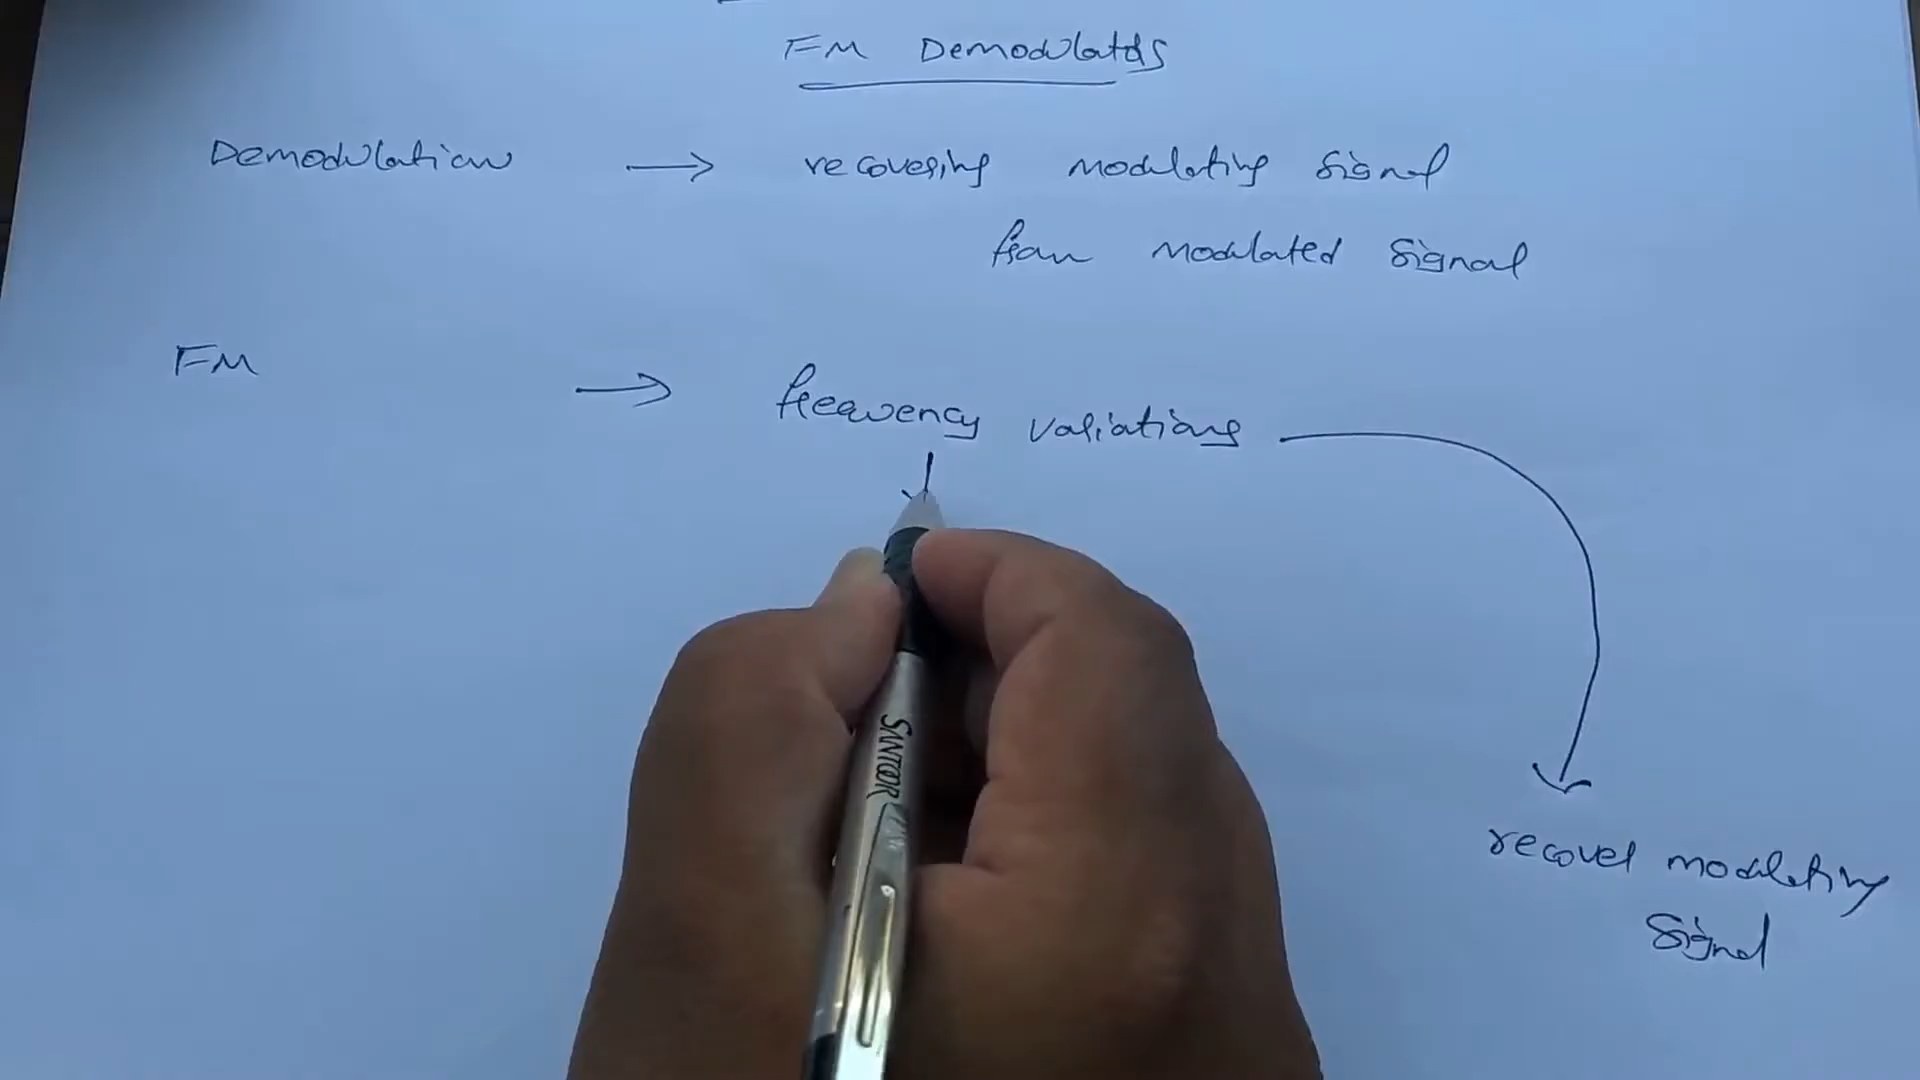 FM Demodulators
Demodulation → recovering modulating signal
from modulated signal
FM → frequency variations
recover modulating
signal
SANTOOR